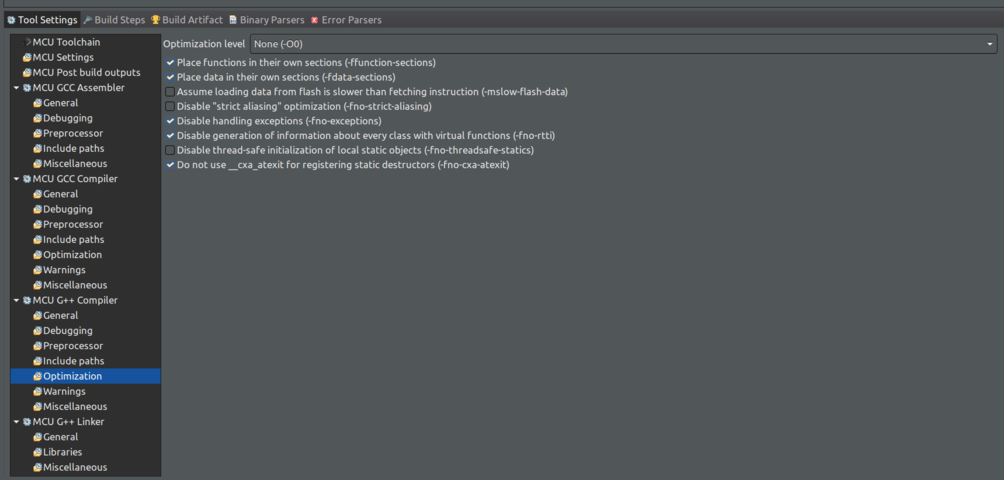 Tool Settings Build Steps Build Artifact Binary Parsers Error Parsers
MCU Toolchain
MCU Settings
MCU Post build outputs
MCU GCC Assembler
General
Debugging
Preprocessor
Include paths
Miscellaneous
MCU GCC Compiler
General
Debugging
Preprocessor
Include paths
Optimization
Warnings
Miscellaneous
MCU G++ Compiler
General
Debugging
Preprocessor
Include paths
Optimization
Warnings
Miscellaneous
MCU G++ Linker
General
Libraries
Miscellaneous
Optimization level None (-O0)
Place functions in their own sections (-ffunction-sections)
Place data in their own sections (-fdata-sections)
Assume loading data from flash is slower than fetching instruction (-mslow-flash-data)
Disable "strict aliasing" optimization (-fno-strict-aliasing)
Disable handling exceptions (-fno-exceptions)
Disable generation of information about every class with virtual functions (-fno-rtti)
Disable thread-safe initialization of local static objects (-fno-threadsafe-statics)
Do not use __cxa_atexit for registering static destructors (-fno-cxa-atexit)